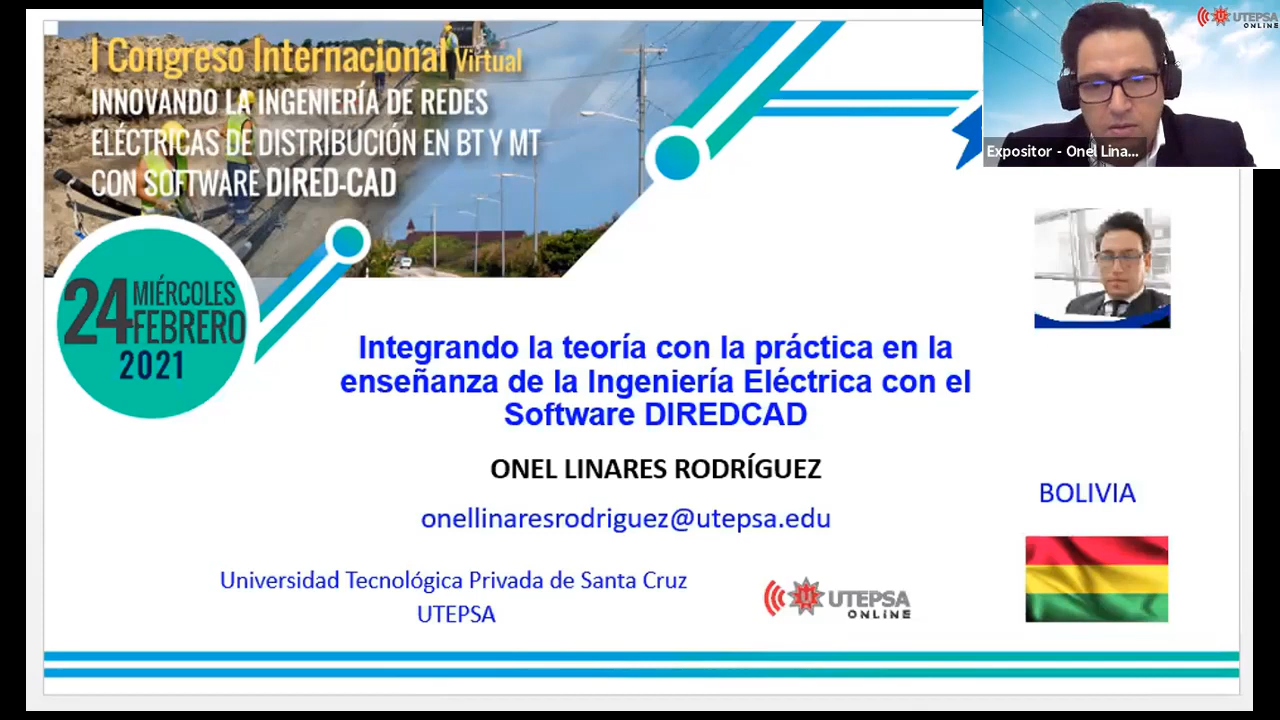 I Congreso Internacional Virtual
INNOVANDO LA INGENIERÍA DE REDES
ELÉCTRICAS DE DISTRIBUCIÓN EN BT Y MT
CON SOFTWARE DIRED-CAD
UTEPSA
ONLINE
Expositor - Onel Lina...
24 MIÉRCOLES
FEBRERO
2021
Integrando la teoría con la práctica en la
enseñanza de la Ingeniería Eléctrica con el
Software DIREDCAD
ONEL LINARES RODRÍGUEZ
onellinaresrodriguez@utepsa.edu
BOLIVIA
Universidad Tecnológica Privada de Santa Cruz
UTEPSA
UTEPSA
ONLINE